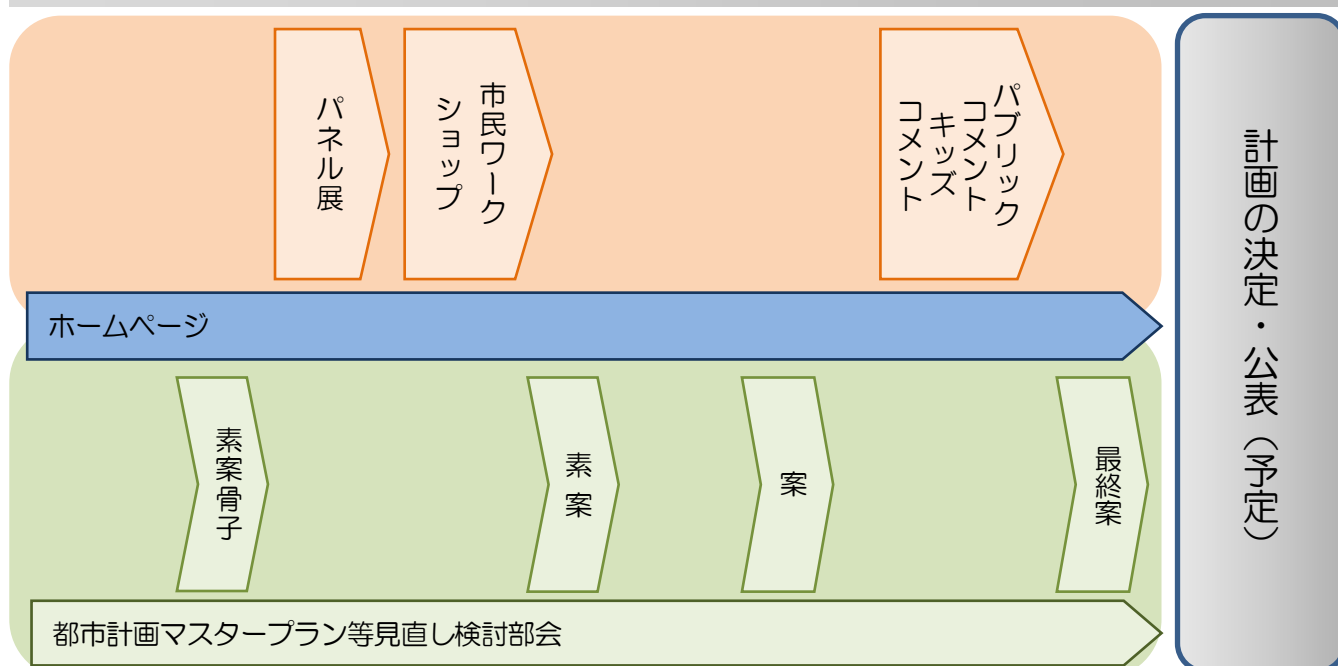 パネル展
市民ワーク
ショップ
パブリック
コメント
キッズ
コメント
ホームページ
素案骨子
素案
案
最終案
都市計画マスタープラン等見直し検討部会
計画の決定・公表（予定）